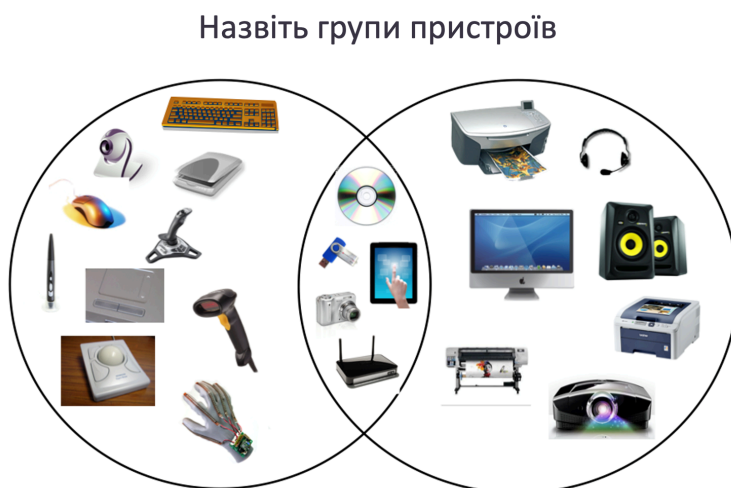 Назвіть групи пристроїв